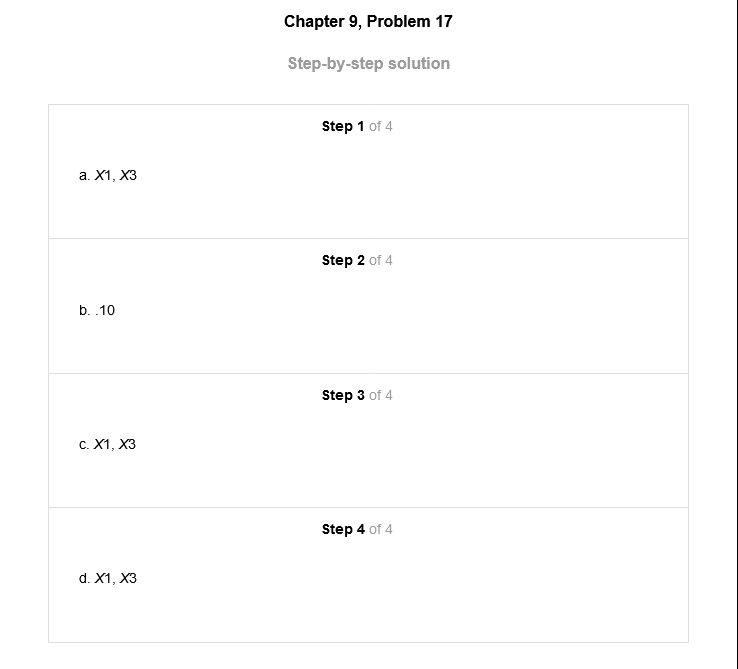 Chapter 9, Problem 17
Step-by-step solution
Step 1 of 4
a. X1, X3
Step 2 of 4
b. .10
Step 3 of 4
c. X1, X3
Step 4 of 4
d. X1, X3